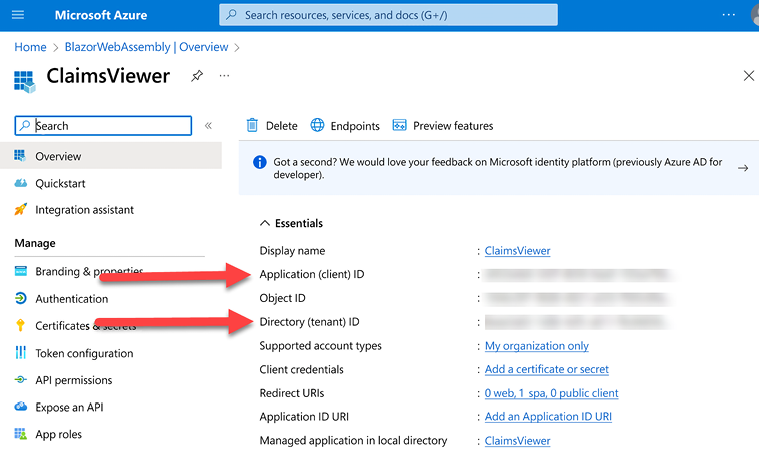 Microsoft Azure
Search resources, services, and docs (G+/)
Home > BlazorWebAssembly | Overview >
ClaimsViewer
Search
Overview
Quickstart
Integration assistant
Manage
Branding & properties
Authentication
Certificates & secrets
Token configuration
API permissions
Expose an API
App roles
Delete
Endpoints
Preview features
Got a second? We would love your feedback on Microsoft identity platform (previously Azure AD for
developer).
Essentials
Display name : ClaimsViewer
Application (client) ID :
Object ID :
Directory (tenant) ID :
Supported account types : My organization only
Client credentials : Add a certificate or secret
Redirect URIs : 0 web, 1 spa, 0 public client
Application ID URI : Add an Application ID URI
Managed application in local directory : ClaimsViewer